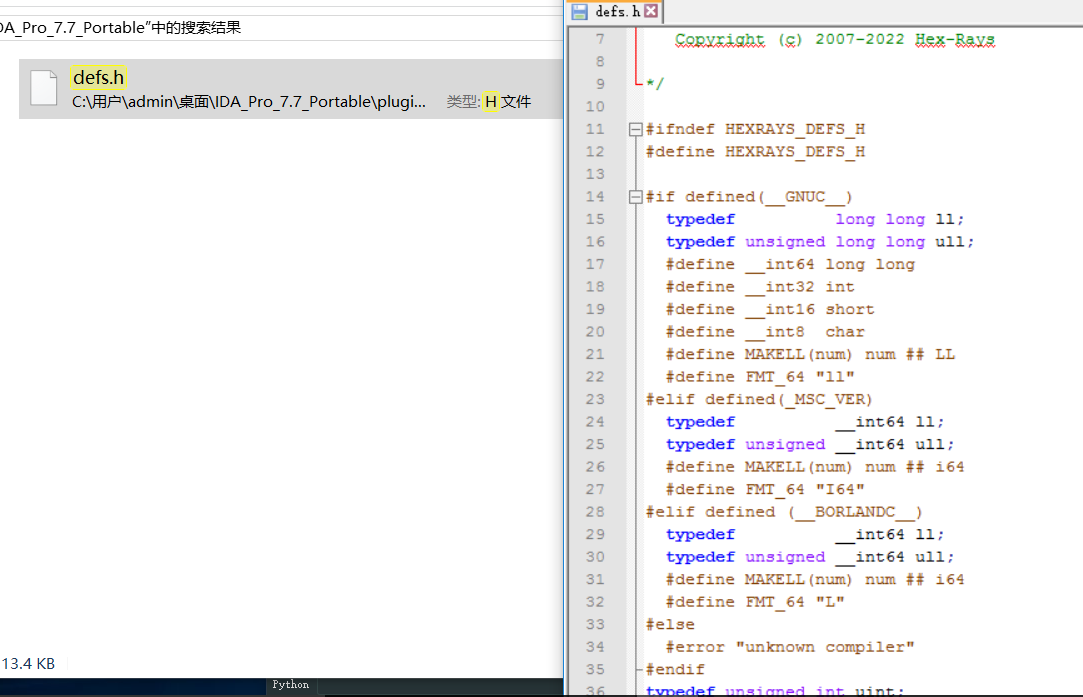 DA_Pro_7.7_Portable"中的搜索结果
defs.h
C:\用户\admin\桌面\IDA_Pro_7.7_Portable\plugi...
类型: H 文件
13.4 KB
Python
defs.h
7 Copyright (c) 2007-2022 Hex-Rays
8
9 */
10
11 #ifndef HEXRAYS_DEFS_H
12 #define HEXRAYS_DEFS_H
13
14 #if defined(__GNUC__)
15 typedef long long ll;
16 typedef unsigned long long ull;
17 #define __int64 long long
18 #define __int32 int
19 #define __int16 short
20 #define __int8 char
21 #define MAKELL(num) num ## LL
22 #define FMT_64 "ll"
23 #elif defined(_MSC_VER)
24 typedef __int64 ll;
25 typedef unsigned __int64 ull;
26 #define MAKELL(num) num ## i64
27 #define FMT_64 "I64"
28 #elif defined (__BORLANDC__)
29 typedef __int64 ll;
30 typedef unsigned __int64 ull;
31 #define MAKELL(num) num ## i64
32 #define FMT_64 "L"
33 #else
34 #error "unknown compiler"
35 #endif
36 typedef unsigned int uint;